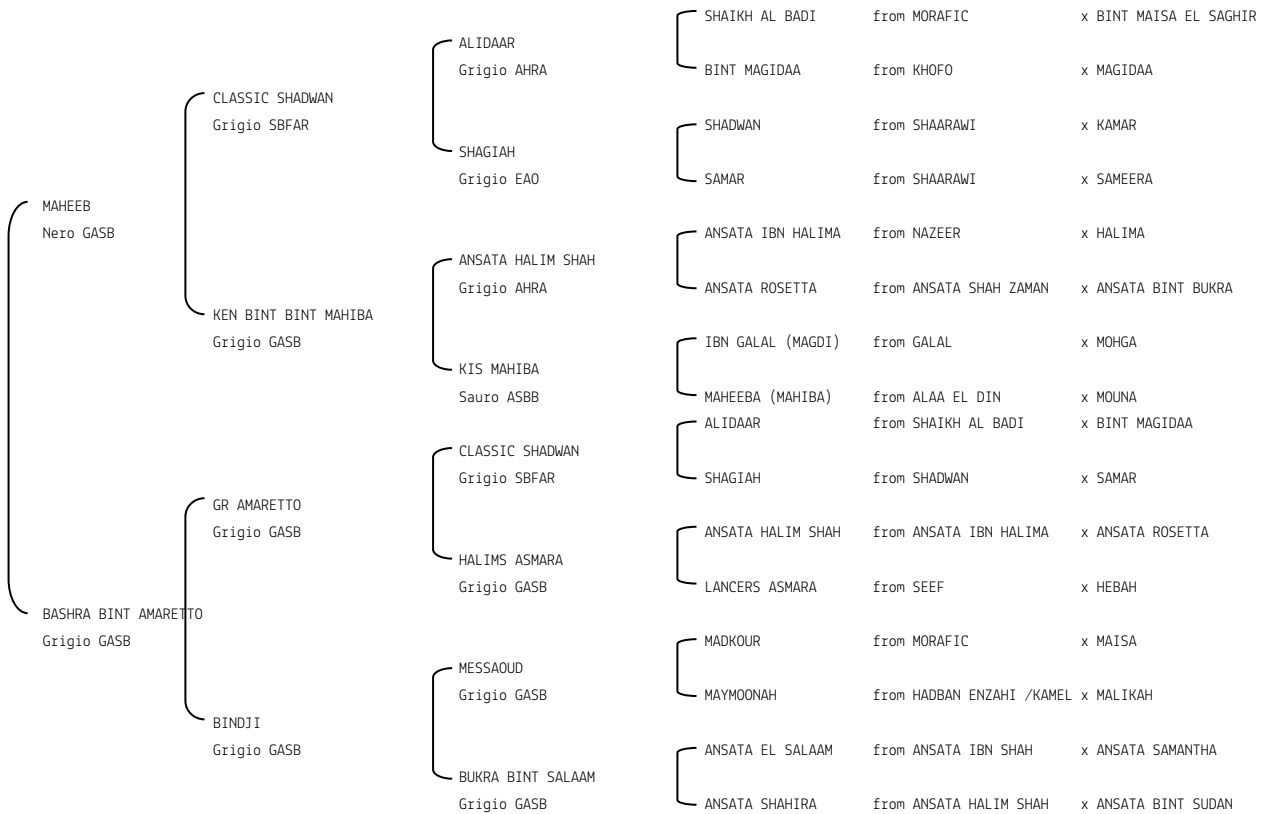 SHAIKH AL BADI from MORAFIC x BINT MAISA EL SAGHIR
ALIDAAR
Grigio AHRA BINT MAGIDAA from KHOFO x MAGIDAA
CLASSIC SHADWAN
Grigio SBFAR SHADWAN from SHAARAWI x KAMAR
SHAGIAH
Grigio EAO SAMAR from SHAARAWI x SAMEERA
MAHEEB
Nero GASB ANSATA IBN HALIMA from NAZEER x HALIMA
ANSATA HALIM SHAH
Grigio AHRA ANSATA ROSETTA from ANSATA SHAH ZAMAN x ANSATA BINT BUKRA
KEN BINT BINT MAHIBA
Grigio GASB IBN GALAL (MAGDI) from GALAL x MOHGA
KIS MAHIBA
Sauro ASBB MAHEEBA (MAHIBA) from ALAA EL DIN x MOUNA
ALIDAAR from SHAIKH AL BADI x BINT MAGIDAA
CLASSIC SHADWAN
Grigio SBFAR SHAGIAH from SHADWAN x SAMAR
GR AMARETTO
Grigio GASB ANSATA HALIM SHAH from ANSATA IBN HALIMA x ANSATA ROSETTA
HALIMS ASMARA
Grigio GASB LANCERS ASMARA from SEEF x HEBAH
BASHRA BINT AMARETTO
Grigio GASB MADKOUR from MORAFIC x MAISA
MESSAOUD
Grigio GASB MAYMOONAH from HADBAN ENZAHI /KAMEL x MALIKAH
BINDJI
Grigio GASB ANSATA EL SALAAM from ANSATA IBN SHAH x ANSATA SAMANTHA
BUKRA BINT SALAAM
Grigio GASB ANSATA SHAHIRA from ANSATA HALIM SHAH x ANSATA BINT SUDAN